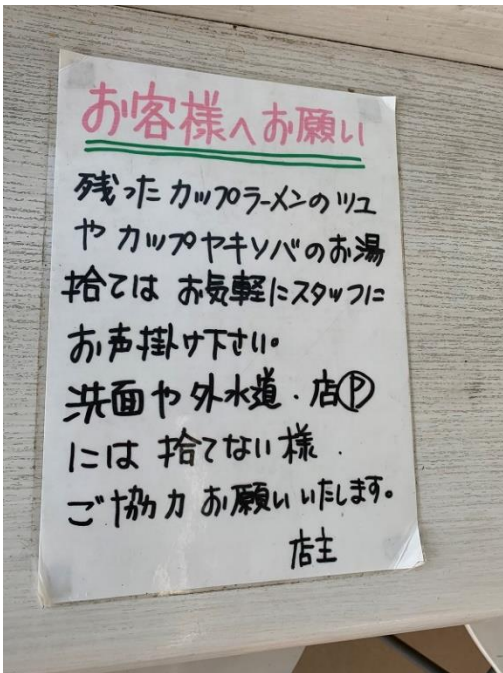 お客様へお願い
残ったカップラーメンのツユ
やカップヤキソバのお湯
捨ては お気軽にスタッフに
お声掛け下さい。
洗面や外水道・店Ⓟ
には捨てない様
ご協力お願いいたします。
店主